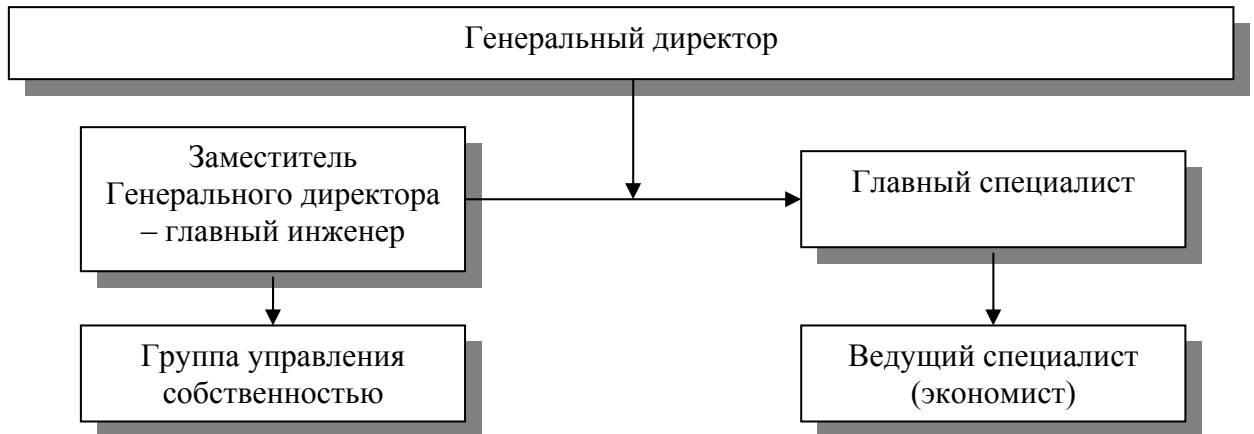 Генеральный директор
Заместитель
Генерального директора
– главный инженер
Главный специалист
Группа управления
собственностью
Ведущий специалист
(экономист)